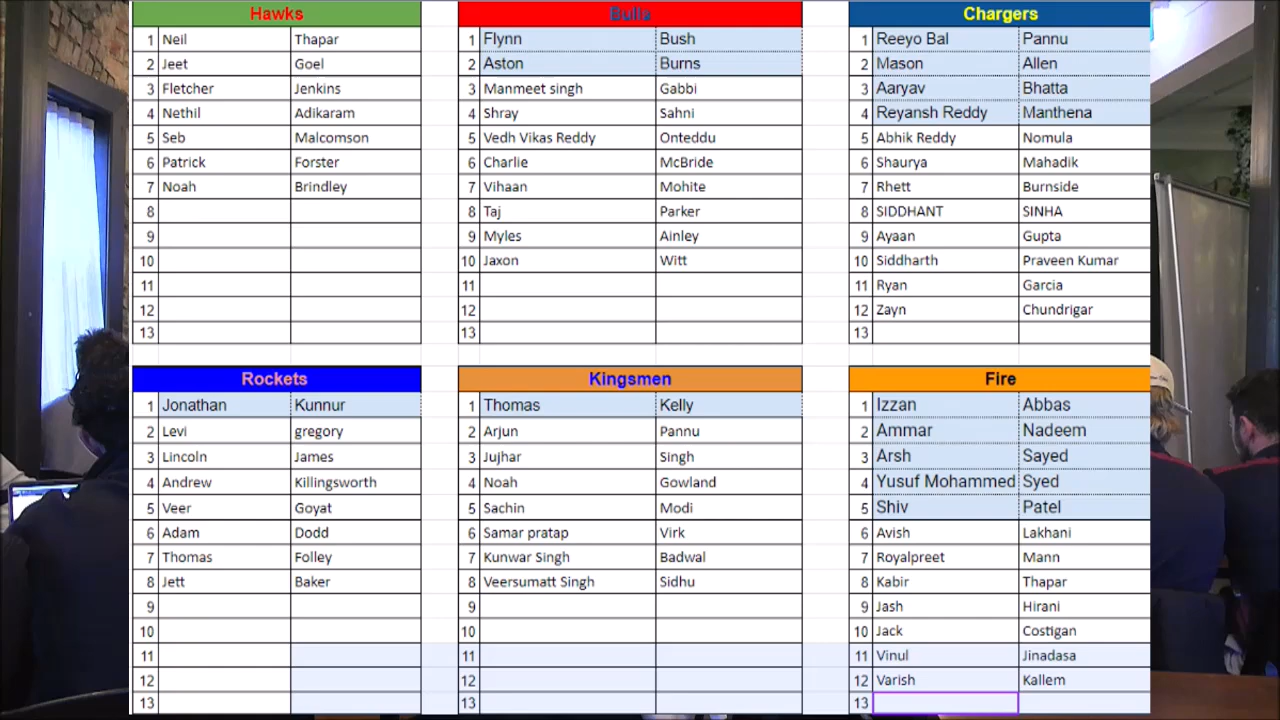 Hawks Bulls Chargers
1 Neil Thapar 1 Flynn Bush 1 Reeyo Bal Pannu
2 Jeet Goel 2 Aston Burns 2 Mason Allen
3 Fletcher Jenkins 3 Manmeet singh Gabbi 3 Aaryav Bhatta
4 Nethil Adikaram 4 Shray Sahni 4 Reyansh Reddy Manthena
5 Seb Malcomson 5 Vedh Vikas Reddy Onteddu 5 Abhik Reddy Nomula
6 Patrick Forster 6 Charlie McBride 6 Shaurya Mahadik
7 Noah Brindley 7 Vihaan Mohite 7 Rhett Burnside
8 8 Taj Parker 8 SIDDHANT SINHA
9 9 Myles Ainley 9 Ayaan Gupta
10 10 Jaxon Witt 10 Siddharth Praveen Kumar
11 11 11 Ryan Garcia
12 12 12 Zayn Chundrigar
13 13 13
Rockets Kingsmen Fire
1 Jonathan Kunnur 1 Thomas Kelly 1 Izzan Abbas
2 Levi gregory 2 Arjun Pannu 2 Ammar Nadeem
3 Lincoln James 3 Jujhar Singh 3 Arsh Sayed
4 Andrew Killingsworth 4 Noah Gowland 4 Yusuf Mohammed Syed
5 Veer Goyat 5 Sachin Modi 5 Shiv Patel
6 Adam Dodd 6 Samar pratap Virk 6 Avish Lakhani
7 Thomas Folley 7 Kunwar Singh Badwal 7 Royalpreet Mann
8 Jett Baker 8 Veersumatt Singh Sidhu 8 Kabir Thapar
9 9 9 Jash Hirani
10 10 10 Jack Costigan
11 11 11 Vinul Jinadasa
12 12 12 Varish Kallem
13 13 13